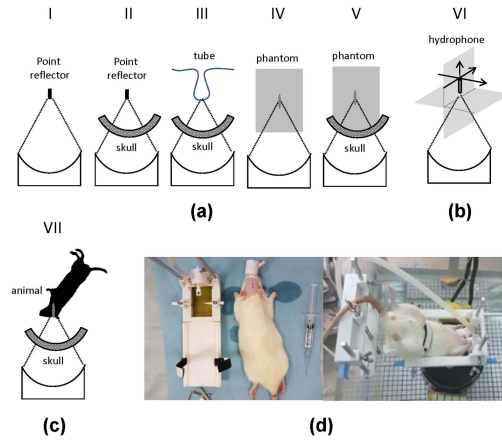 I II III IV V VI
Point reflector
Point reflector
tube
phantom
phantom
hydrophone
skull
skull
skull
(a)
(b)
VII
animal
skull
(c)
(d)